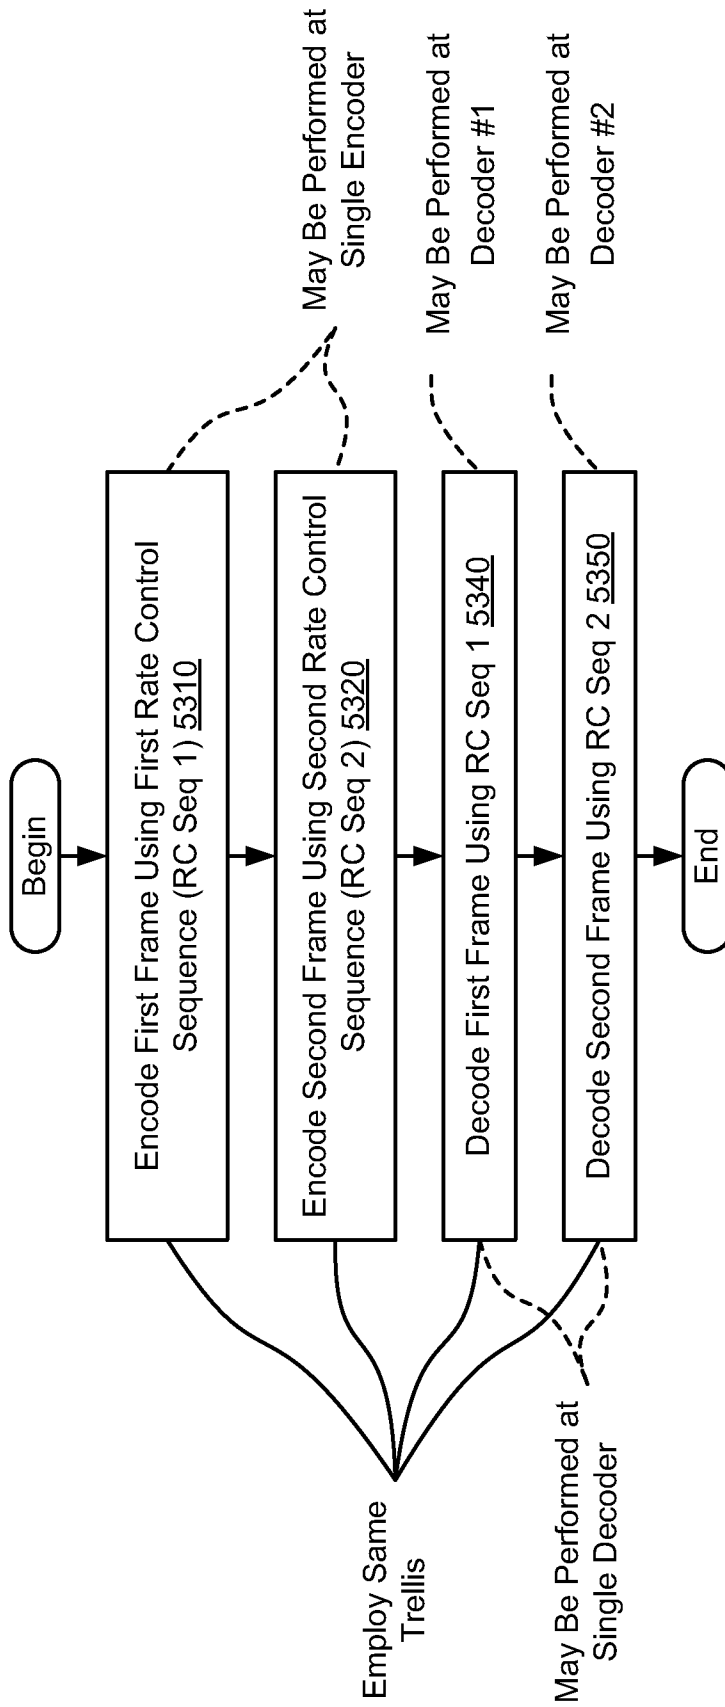 Begin
Encode First Frame Using First Rate Control
Sequence (RC Seq 1) 5310
Encode Second Frame Using Second Rate Control
Sequence (RC Seq 2) 5320
Decode First Frame Using RC Seq 1 5340
Decode Second Frame Using RC Seq 2 5350
End
Employ Same
Trellis
May Be Performed at
Single Decoder
May Be Performed at
Single Encoder
May Be Performed at
Decoder #1
May Be Performed at
Decoder #2